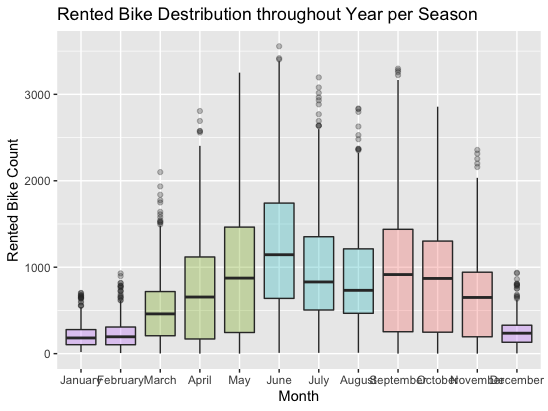 Rented Bike Destribution throughout Year per Season
Rented Bike Count
3000
2000
1000
0
January February March April May June July August September October November December
Month